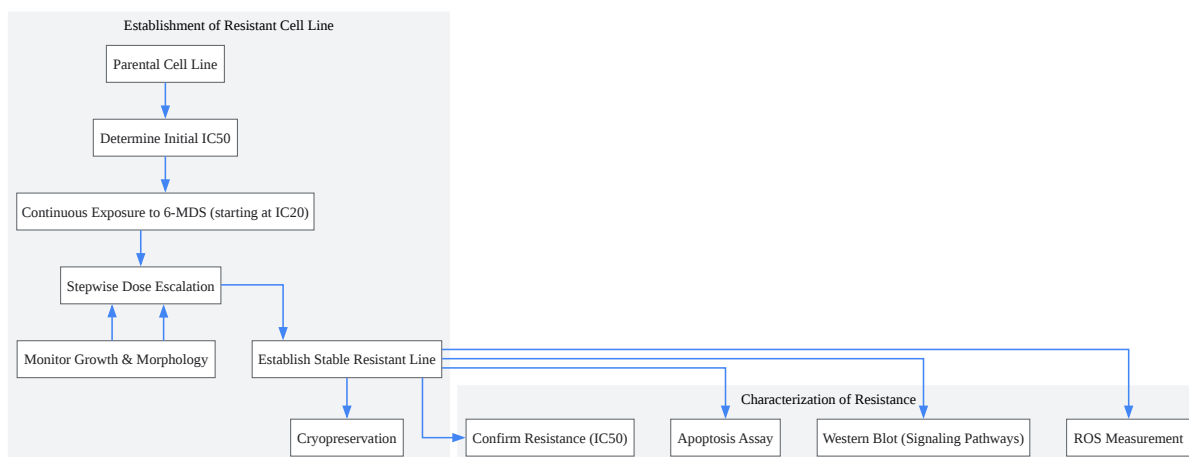 Establishment of Resistant Cell Line
Parental Cell Line
Determine Initial IC50
Continuous Exposure to 6-MDS (starting at IC20)
Stepwise Dose Escalation
Monitor Growth & Morphology
Establish Stable Resistant Line
Cryopreservation
Characterization of Resistance
Confirm Resistance (IC50)
Apoptosis Assay
Western Blot (Signaling Pathways)
ROS Measurement